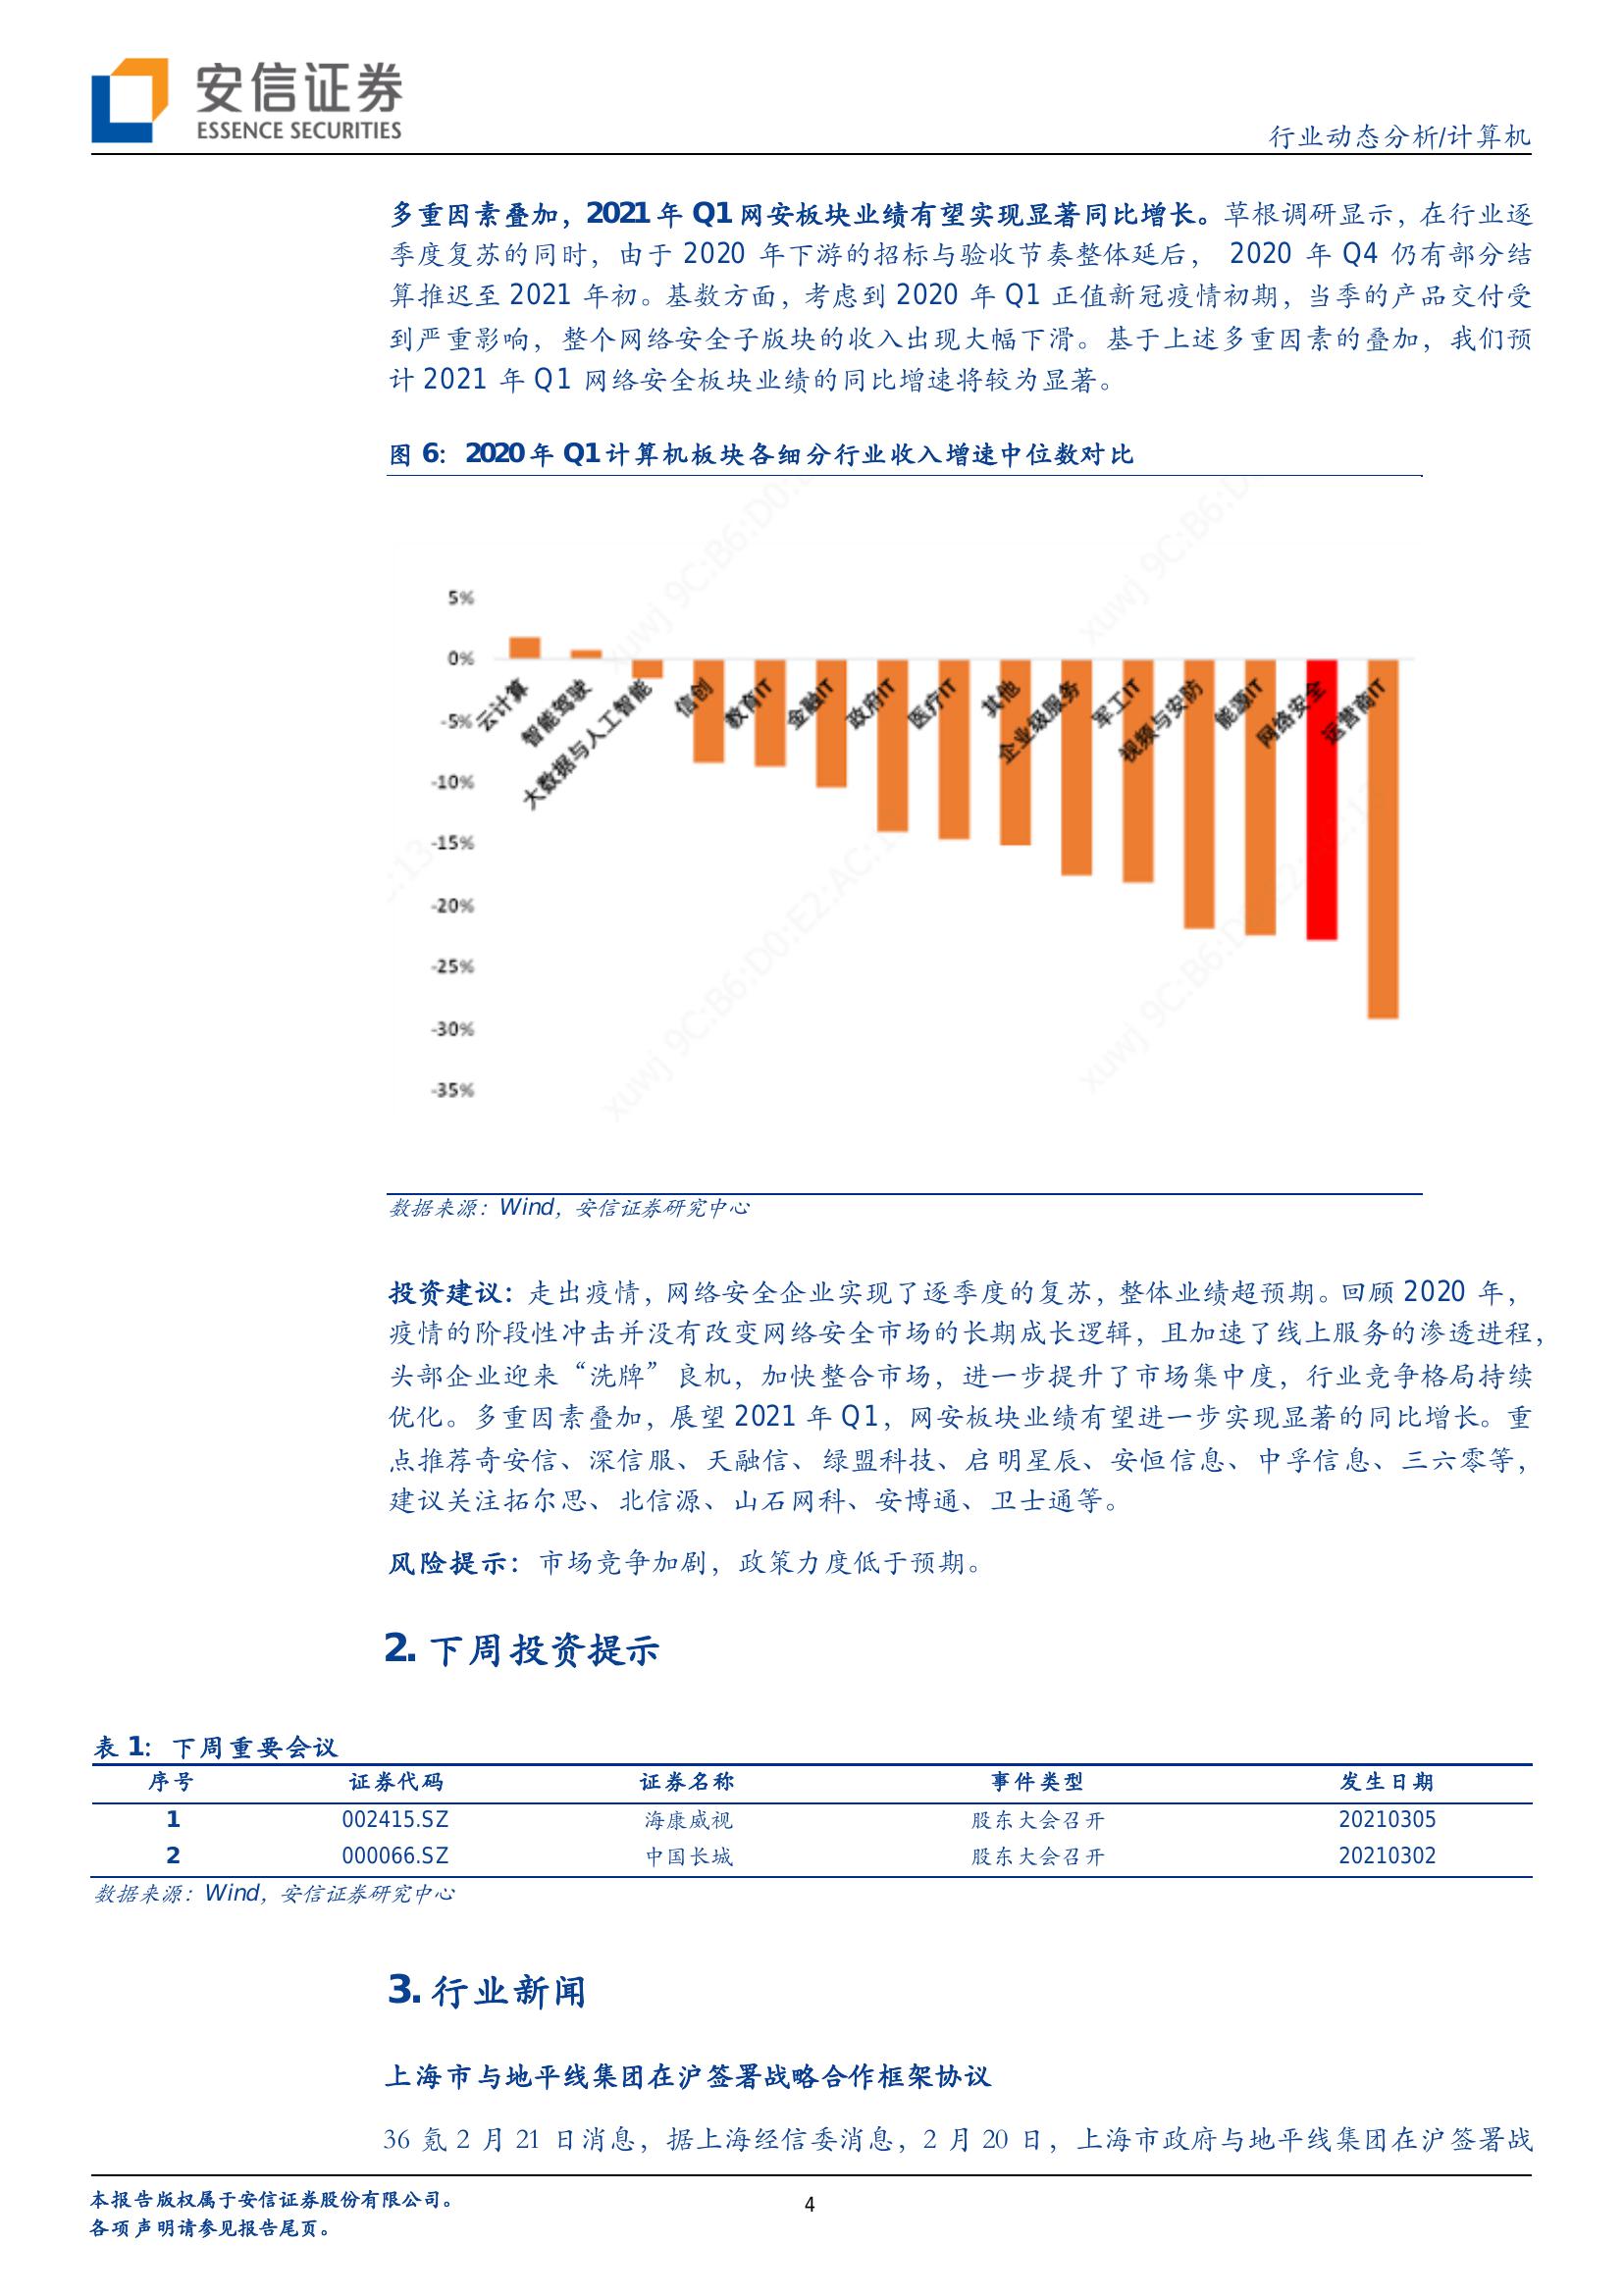 安信证券
ESSENCE SECURITIES
行业动态分析/计算机
多重因素叠加，2021 年 Q1 网安板块业绩有望实现显著同比增长。草根调研显示，在行业逐
季度复苏的同时，由于 2020 年下游的招标与验收节奏整体延后， 2020 年 Q4 仍有部分结
算推迟至 2021 年初。基数方面，考虑到 2020 年 Q1 正值新冠疫情初期，当季的产品交付受
到严重影响，整个网络安全子版块的收入出现大幅下滑。基于上述多重因素的叠加，我们预
计 2021 年 Q1 网络安全板块业绩的同比增速将较为显著。
图 6：2020 年 Q1 计算机板块各细分行业收入增速中位数对比
5%
0%
-5%
-10%
-15%
-20%
-25%
-30%
-35%
云计算
智能驾驶
大数据与人工智能
信创
教育IT
金融IT
政府IT
医疗IT
其他
企业级服务
军工IT
视频与安防
能源IT
网络安全
运营商IT
数据来源：Wind，安信证券研究中心
投资建议：走出疫情，网络安全企业实现了逐季度的复苏，整体业绩超预期。回顾 2020 年，
疫情的阶段性冲击并没有改变网络安全市场的长期成长逻辑，且加速了线上服务的渗透进程，
头部企业迎来“洗牌”良机，加快整合市场，进一步提升了市场集中度，行业竞争格局持续
优化。多重因素叠加，展望 2021 年 Q1，网安板块业绩有望进一步实现显著的同比增长。重
点推荐奇安信、深信服、天融信、绿盟科技、启明星辰、安恒信息、中孚信息、三六零等，
建议关注拓尔思、北信源、山石网科、安博通、卫士通等。
风险提示：市场竞争加剧，政策力度低于预期。
2. 下周投资提示
表 1：下周重要会议
序号 证券代码 证券名称 事件类型 发生日期
1 002415.SZ 海康威视 股东大会召开 20210305
2 000066.SZ 中国长城 股东大会召开 20210302
数据来源：Wind，安信证券研究中心
3. 行业新闻
上海市与地平线集团在沪签署战略合作框架协议
36 氪 2 月 21 日消息，据上海经信委消息，2 月 20 日，上海市政府与地平线集团在沪签署战
本报告版权属于安信证券股份有限公司。
各项声明请参见报告尾页。
4